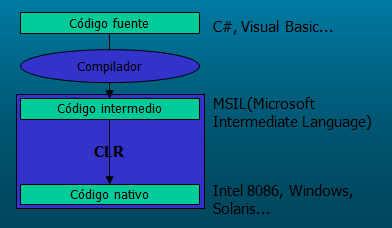 Código fuente
C#, Visual Basic...
Compilador
Código intermedio
MSIL(Microsoft
Intermediate Language)
CLR
Código nativo
Intel 8086, Windows,
Solaris...